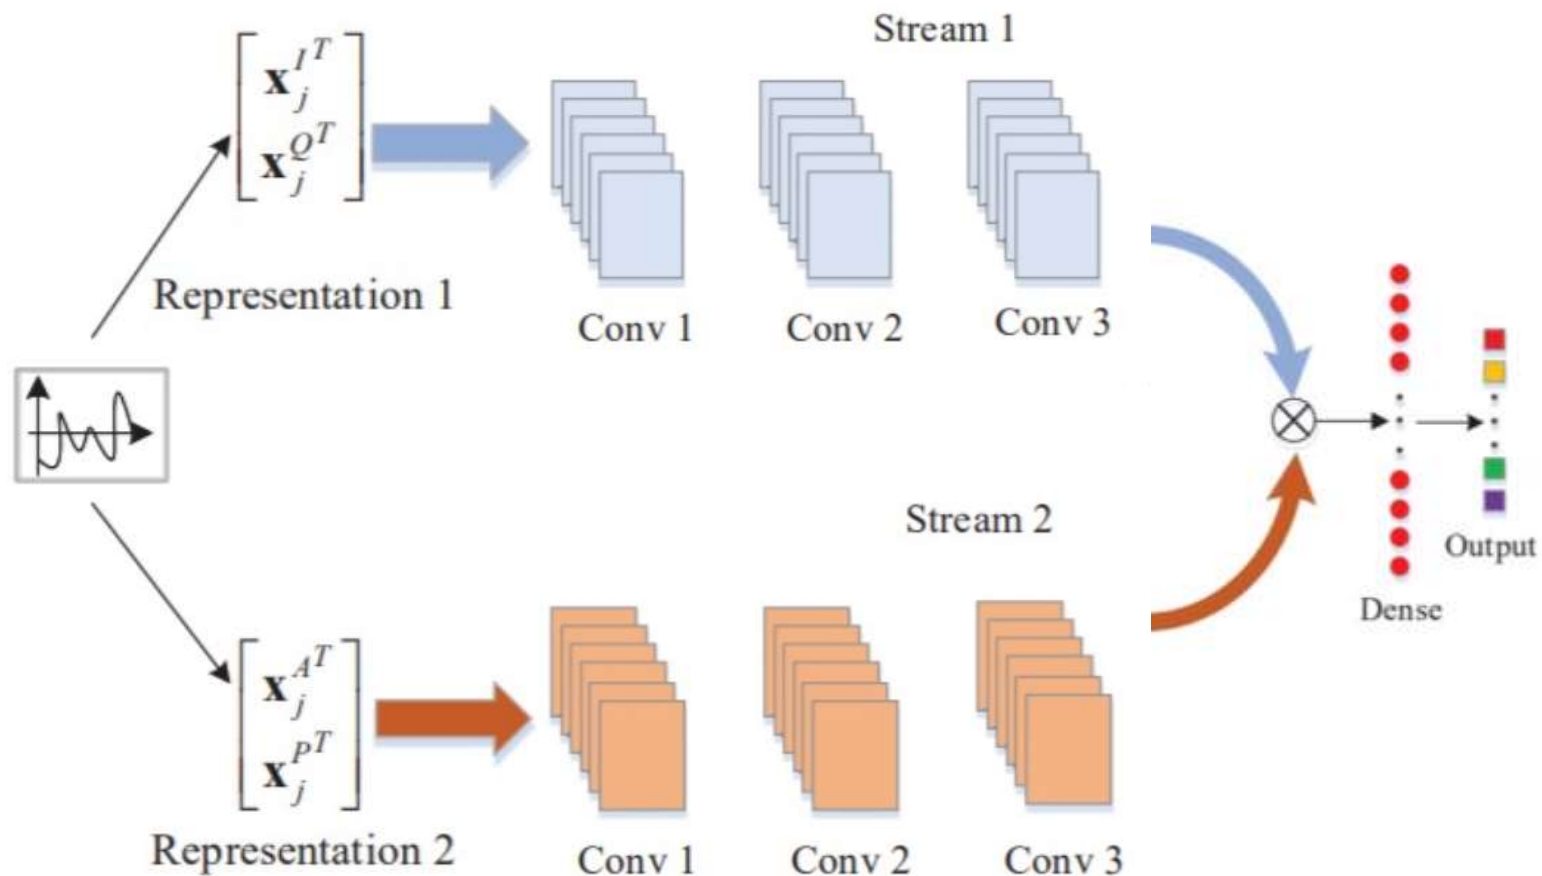 Stream 1
x_j^{I^T}
x_j^{Q^T}
Representation 1
Conv 1
Conv 2
Conv 3
Stream 2
Output
Dense
x_j^{A^T}
x_j^{P^T}
Representation 2
Conv 1
Conv 2
Conv 3